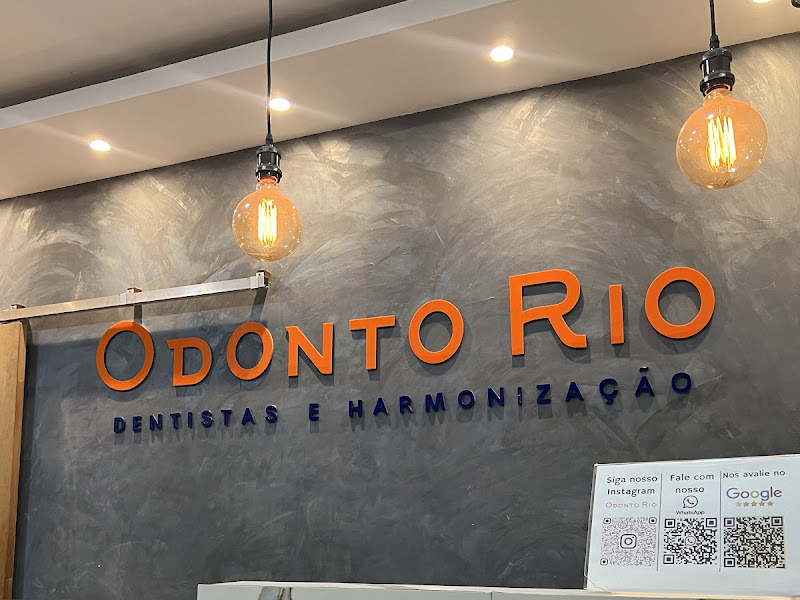 ODONTO RIO
DENTISTAS E HARMONIZAÇÃO
Siga nosso
instagram
ODONTO RIO
Fale com
nosso
WhatsApp
Nos avalie no
Google